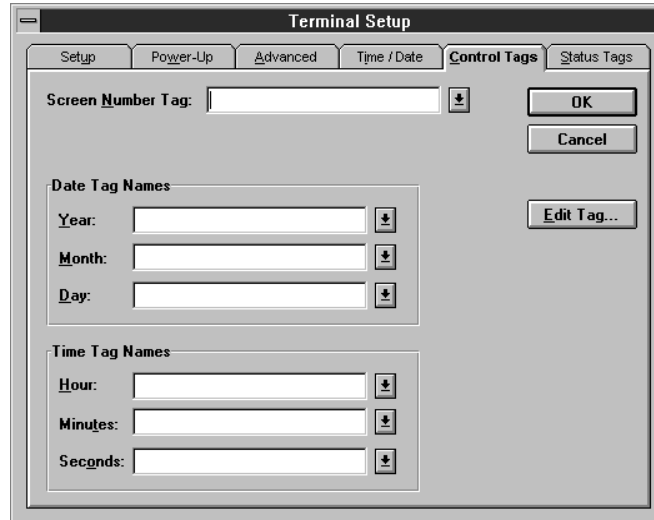 Terminal Setup
Setup Power-Up Advanced Time / Date Control Tags Status Tags
Screen Number Tag:
OK
Cancel
Date Tag Names
Year:
Edit Tag...
Month:
Day:
Time Tag Names
Hour:
Minutes:
Seconds: